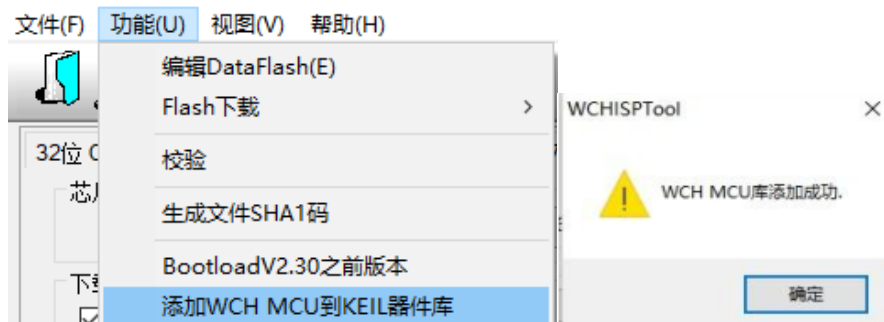 文件(F) 功能(U) 视图(V) 帮助(H)
编辑DataFlash(E)
Flash下载 >
32位
校验
芯
生成文件SHA1码
BootloadV2.30之前版本
下
添加WCH MCU到KEIL器件库
WCHISPTool
WCH MCU库添加成功.
确定